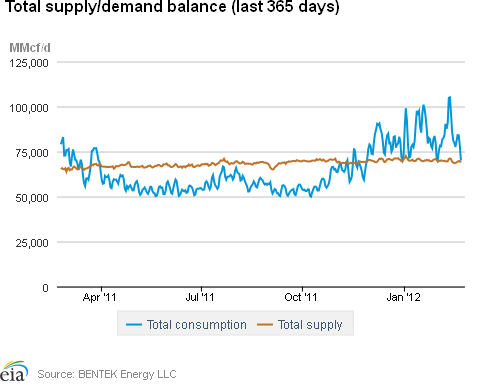 Total supply/demand balance (last 365 days)
MMcf/d
125,000
100,000
75,000
50,000
25,000
0
Apr '11 Jul '11 Oct '11 Jan '12
Total consumption Total supply
eia Source: BENTEK Energy LLC